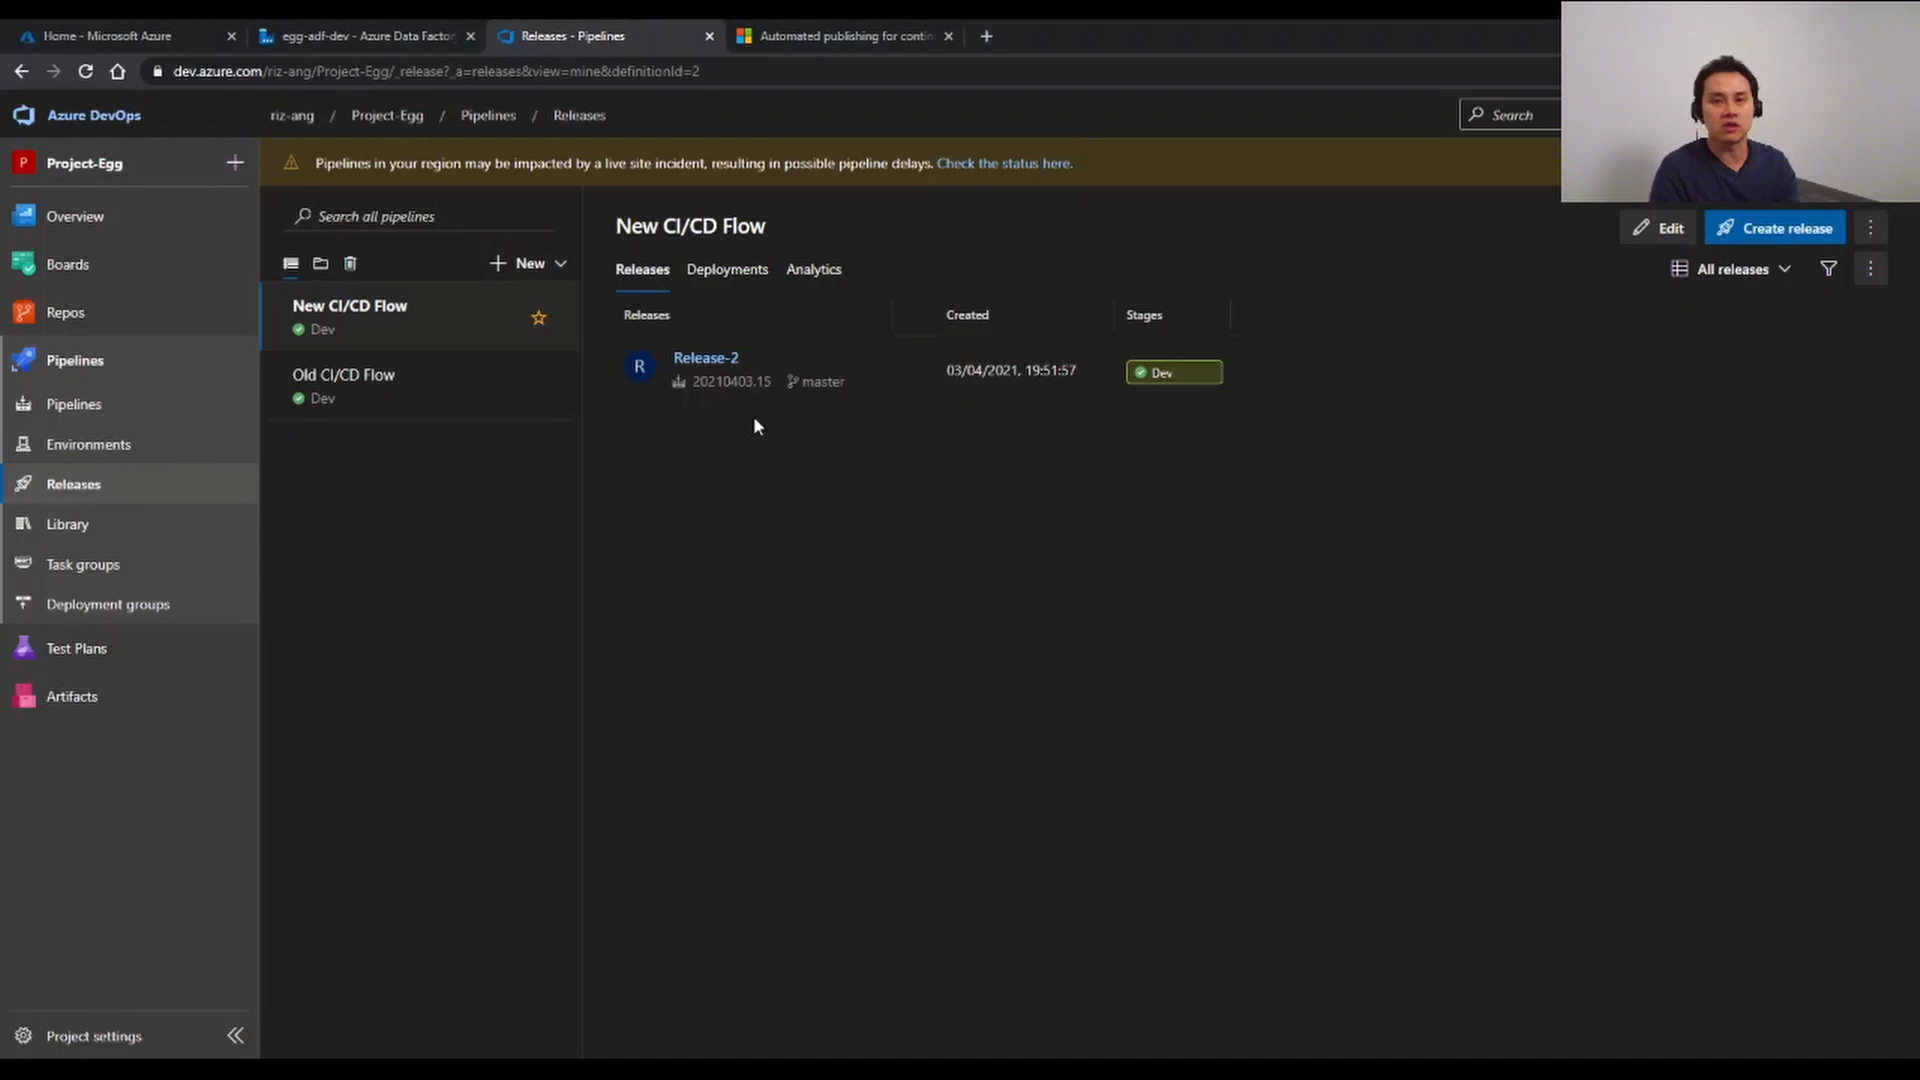 Home - Microsoft Azure
egg-adf-dev - Azure Data Factor
Releases - Pipelines
Automated publishing for contin
dev.azure.com/riz-ang/Project-Egg/_release?_a=releases&view=mine&definitionId=2
Azure DevOps
riz-ang / Project-Egg / Pipelines / Releases
Search
P Project-Egg
Pipelines in your region may be impacted by a live site incident, resulting in possible pipeline delays. Check the status here.
Overview
Boards
Repos
Pipelines
Pipelines
Environments
Releases
Library
Task groups
Deployment groups
Test Plans
Artifacts
Project settings
Search all pipelines
New
New CI/CD Flow
Dev
Old CI/CD Flow
Dev
New CI/CD Flow
Edit
Create release
Releases Deployments Analytics
All releases
Releases Created Stages
R Release-2
20210403.15 master
03/04/2021, 19:51:57
Dev